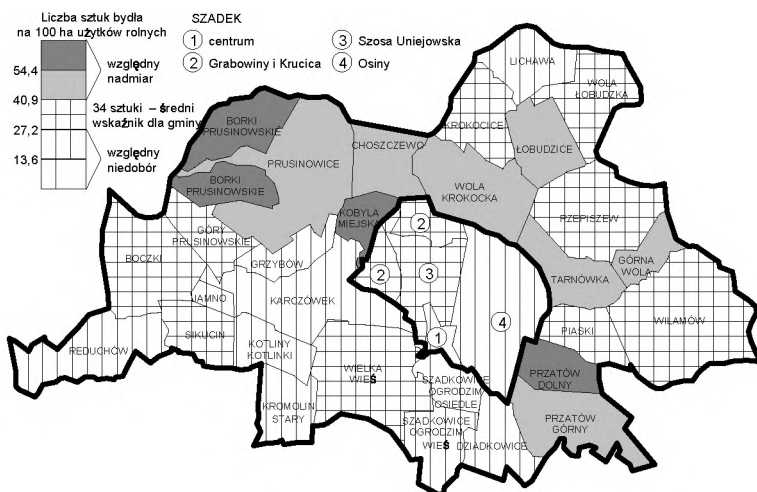 Liczba sztuk bydła
na 100 ha użytków rolnych
54,4
40,9
27,2
13,6
względny
nadmiar
34 sztuki – średni
wskaźnik dla gminy
względny
niedobór
SZADEK
1 centrum
2 Grabowiny i Krucica
3 Szosa Uniejowska
4 Osiny
LICHAWA
WOLA
ŁOBUDZKA
KROKOCICE
ŁOBUDZICE
BORKI
PRUSINOWSKIE
CHOSZCZEWO
PRUSINOWICE
BORKI
PRUSINOWSKIE
WOLA
KROKOCKA
RZEPISZEW
KOBYLA
MIEJSKA
GÓRY
PRUSINOWSKIE
BOCZKI
GRZYBÓW
2
2
3
GÓRNA
WOLA
TARNÓWKA
JAMNO
KARCZÓWEK
4
WILAMÓW
SIKUCIN
PIASKI
1
REDUCHÓW
KOTLINY
KOTLINKI
WIELKA
WIEŚ
PRZATÓW
DOLNY
SZADKOWICE
OGRODZIM
OSIEDLE
KROMOLIN
STARY
SZADKOWICE
OGRODZIM
WIEŚ
DZIADKOWICE
PRZATÓW
GÓRNY